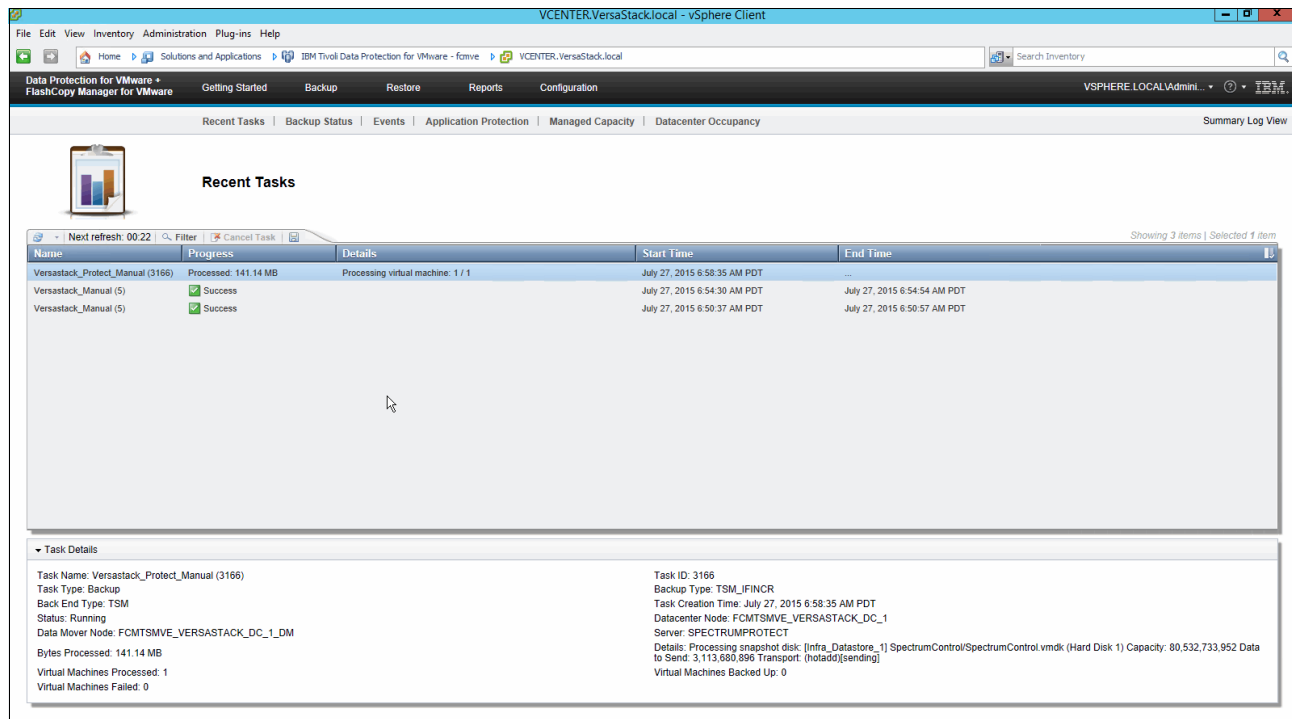 VCENTER.VersaStack.local - vSphere Client
File Edit View Inventory Administration Plug-ins Help
Home Solutions and Applications IBM Tivoli Data Protection for VMware - fcmve VCENTER.VersaStack.local Search Inventory
Data Protection for VMware +
FlashCopy Manager for VMware
Getting Started Backup Restore Reports Configuration VSPHERE.LOCAL\Admini... IBM.
Recent Tasks | Backup Status | Events | Application Protection | Managed Capacity | Datacenter Occupancy Summary Log View
Recent Tasks
Next refresh: 00:22 Filter Cancel Task Showing 3 items | Selected 1 item
Name Progress Details Start Time End Time
Versastack_Protect_Manual (3166) Processed: 141.14 MB Processing virtual machine: 1 / 1 July 27, 2015 6:58:35 AM PDT ...
Versastack_Manual (5) Success July 27, 2015 6:54:30 AM PDT July 27, 2015 6:54:54 AM PDT
Versastack_Manual (5) Success July 27, 2015 6:50:37 AM PDT July 27, 2015 6:50:57 AM PDT
Task Details
Task Name: Versastack_Protect_Manual (3166)
Task Type: Backup
Back End Type: TSM
Status: Running
Data Mover Node: FCMTSMVE_VERSASTACK_DC_1_DM
Bytes Processed: 141.14 MB
Virtual Machines Processed: 1
Virtual Machines Failed: 0
Task ID: 3166
Backup Type: TSM_IFINCR
Task Creation Time: July 27, 2015 6:58:35 AM PDT
Datacenter Node: FCMTSMVE_VERSASTACK_DC_1
Server: SPECTRUMPROTECT
Details: Processing snapshot disk: [Infra_Datastore_1] SpectrumControl/SpectrumControl.vmdk (Hard Disk 1) Capacity: 80,532,733,952 Data
to Send: 3,113,680,896 Transport: (hotadd)[sending]
Virtual Machines Backed Up: 0